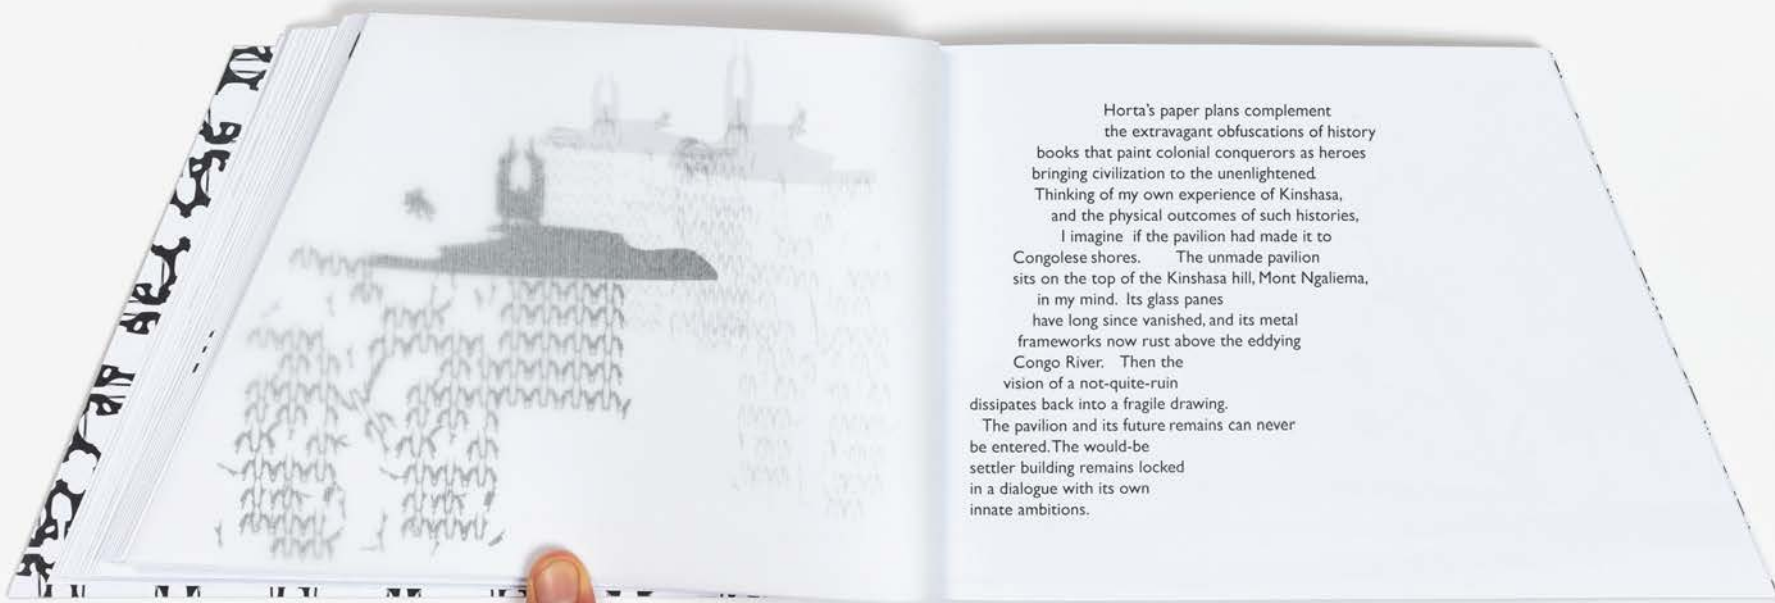 Horta's paper plans complement
the extravagant obfuscations of history
books that paint colonial conquerors as heroes
bringing civilization to the unenlightened.
Thinking of my own experience of Kinshasa,
and the physical outcomes of such histories,
I imagine if the pavilion had made it to
Congolese shores. The unmade pavilion
sits on the top of the Kinshasa hill, Mont Ngaliema,
in my mind. Its glass panes
have long since vanished, and its metal
frameworks now rust above the eddying
Congo River. Then the
vision of a not-quite-ruin
dissipates back into a fragile drawing.
The pavilion and its future remains can never
be entered. The would-be
settler building remains locked
in a dialogue with its own
innate ambitions.